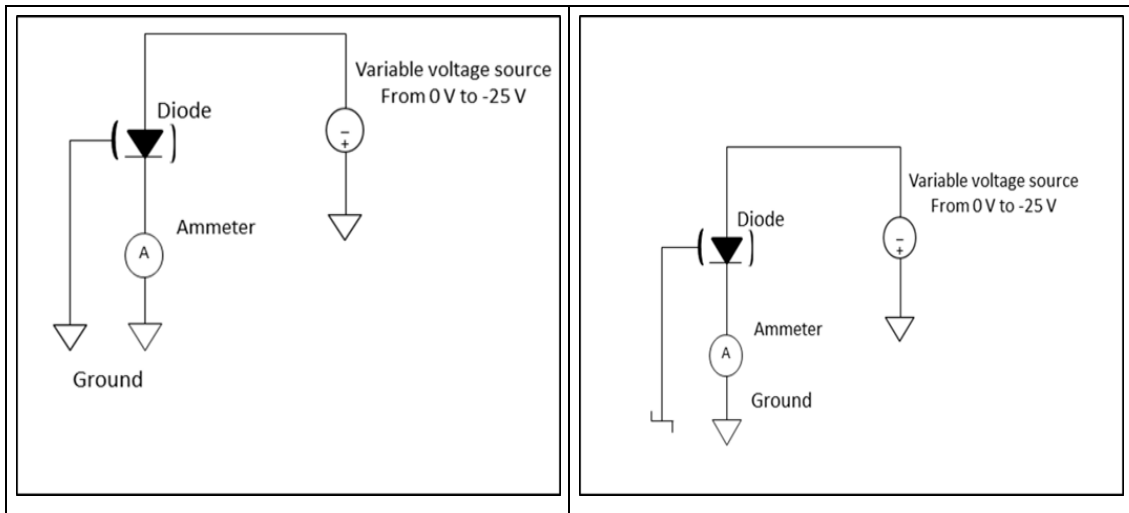 Variable voltage source
From 0 V to -25 V
Diode
−
+
Ammeter
A
Ground
Variable voltage source
From 0 V to -25 V
Diode
−
+
Ammeter
A
Ground